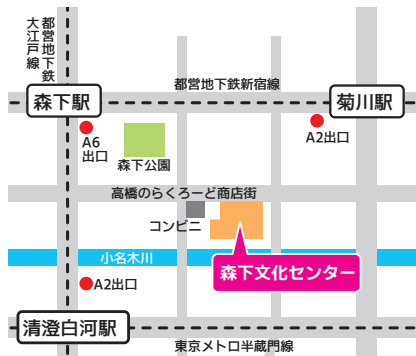 都営地下鉄
大江戸線
都営地下鉄新宿線
森下駅
菊川駅
A6
出口
森下公園
A2出口
高橋のらくろーど商店街
コンビニ
小名木川
森下文化センター
A2出口
清澄白河駅
東京メトロ半蔵門線